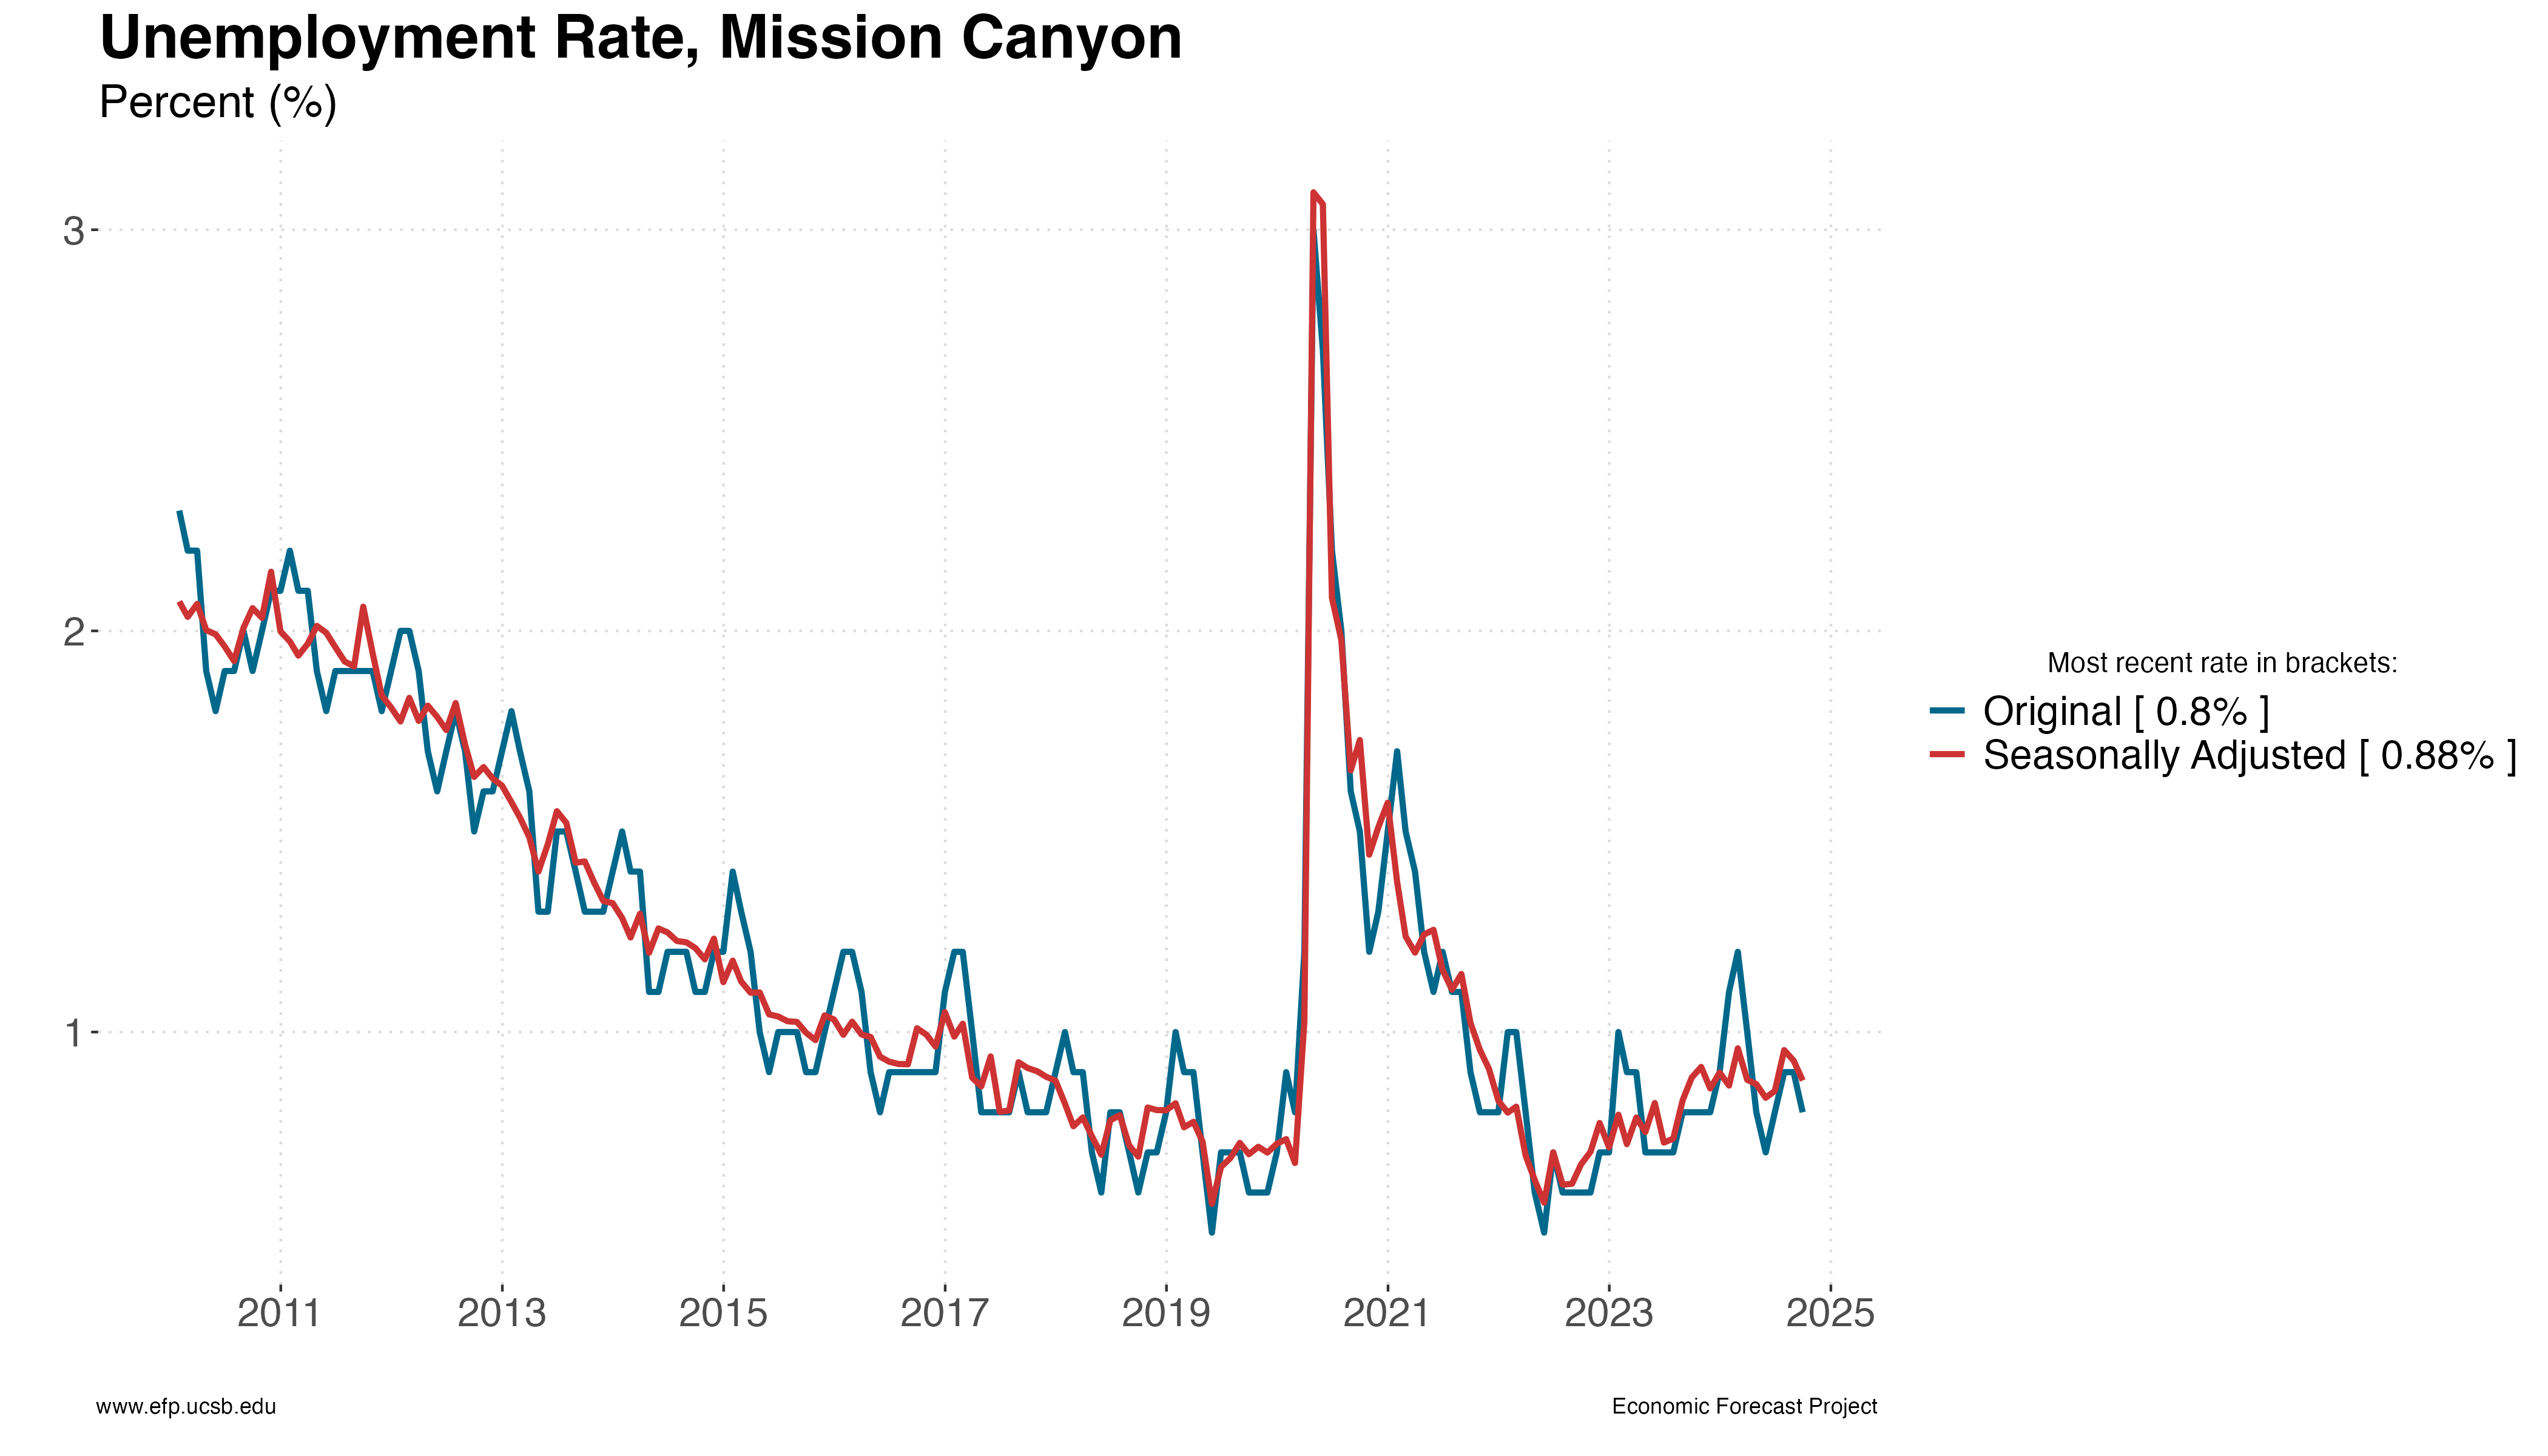 Unemployment Rate, Mission Canyon
Percent (%)
3
2
1
2011 2013 2015 2017 2019 2021 2023 2025
Most recent rate in brackets:
Original [ 0.8% ]
Seasonally Adjusted [ 0.88% ]
www.efp.ucsb.edu
Economic Forecast Project